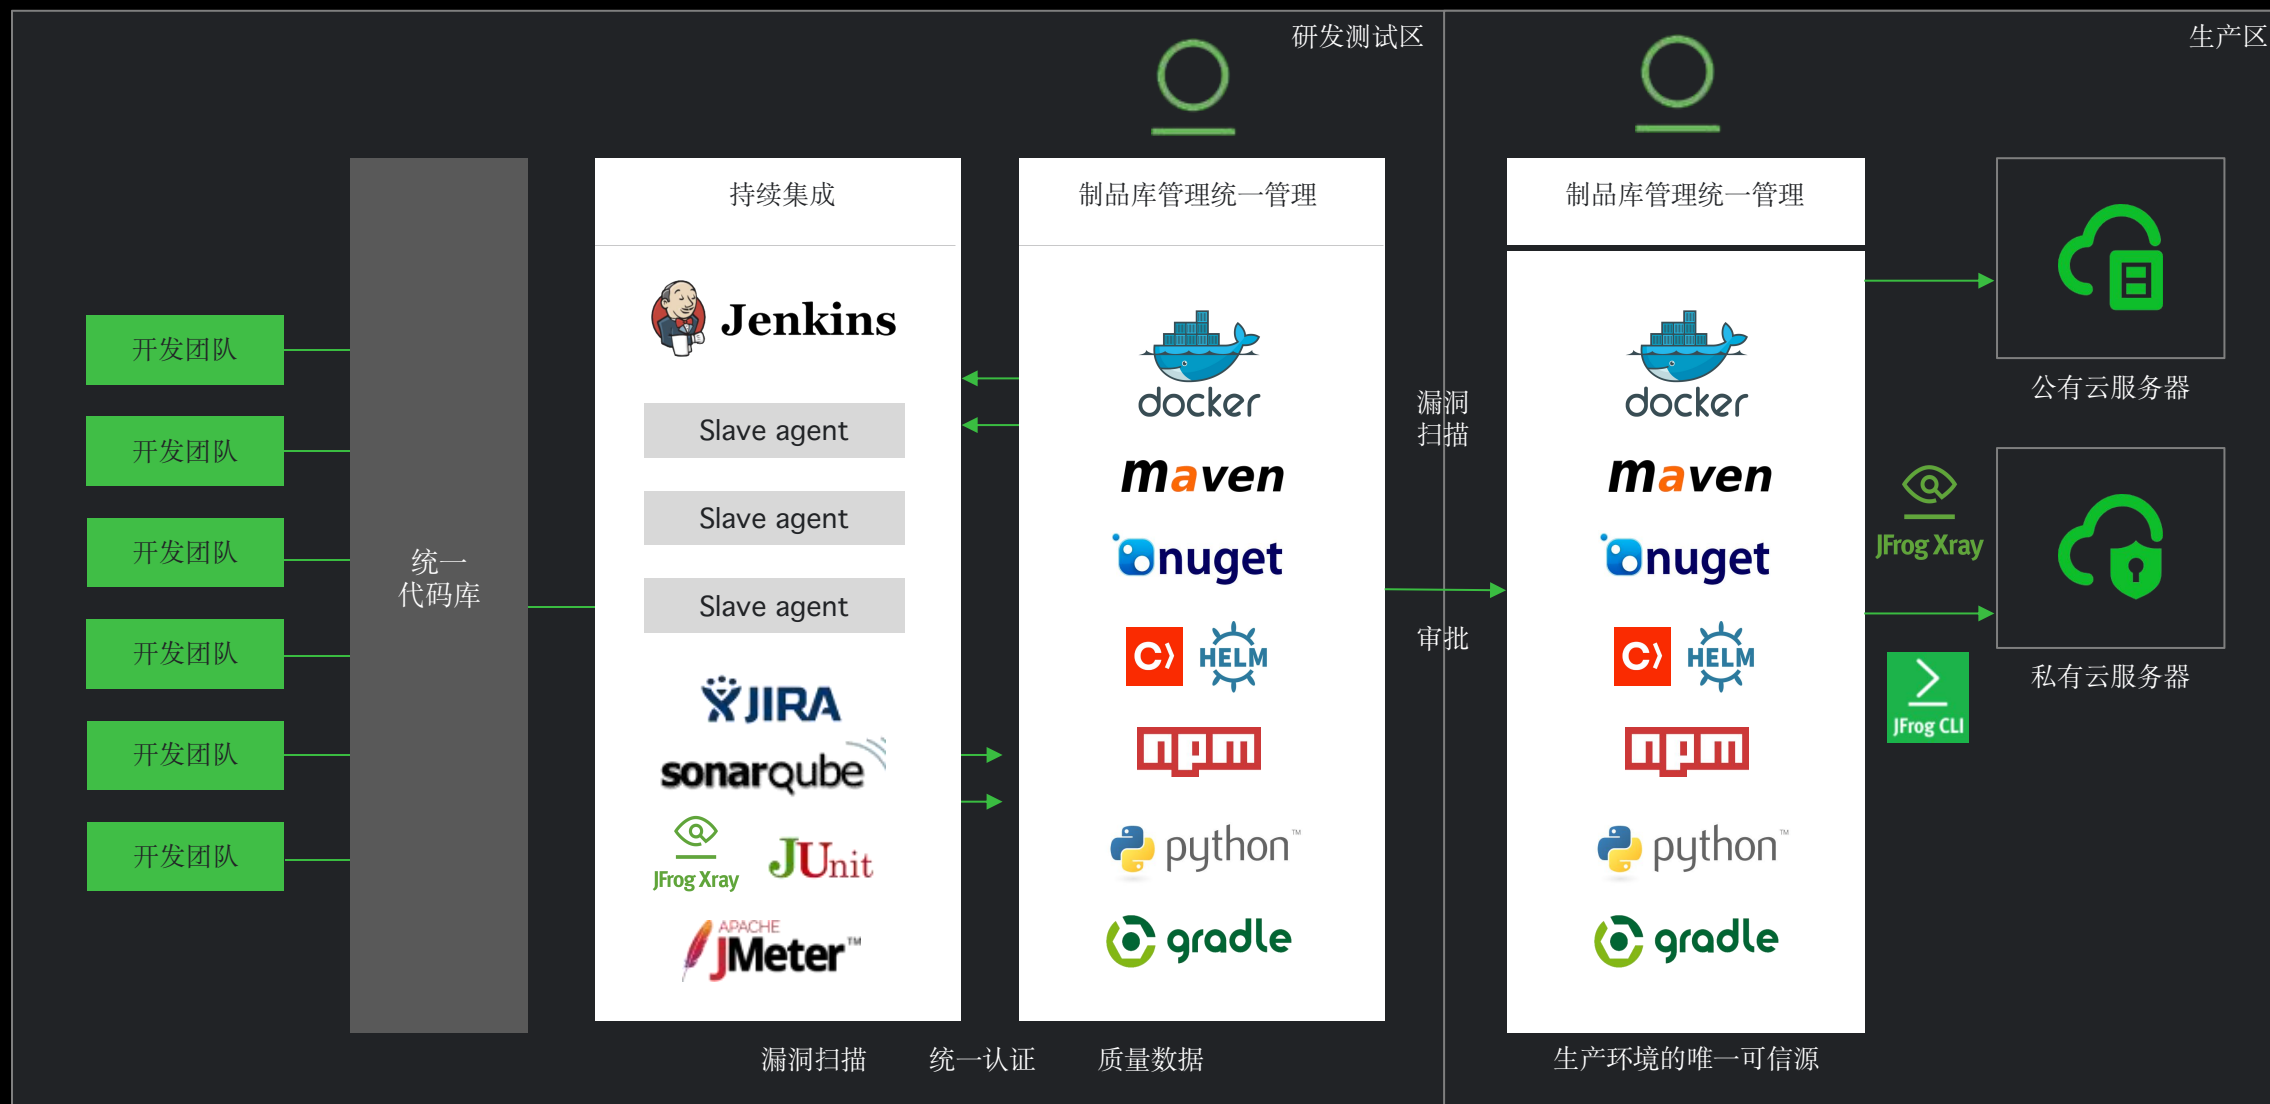 研发测试区
生产区
持续集成
制品库管理统一管理
制品库管理统一管理
Jenkins
Slave agent
Slave agent
Slave agent
JIRA
sonarqube
JFrog Xray
JUnit
APACHE
JMeter™
开发团队
开发团队
开发团队
开发团队
开发团队
开发团队
统一
代码库
docker
maven
nuget
HELM
npm
python™
gradle
漏洞
扫描
审批
docker
maven
nuget
HELM
npm
python™
gradle
JFrog Xray
JFrog CLI
公有云服务器
私有云服务器
漏洞扫描
统一认证
质量数据
生产环境的唯一可信源